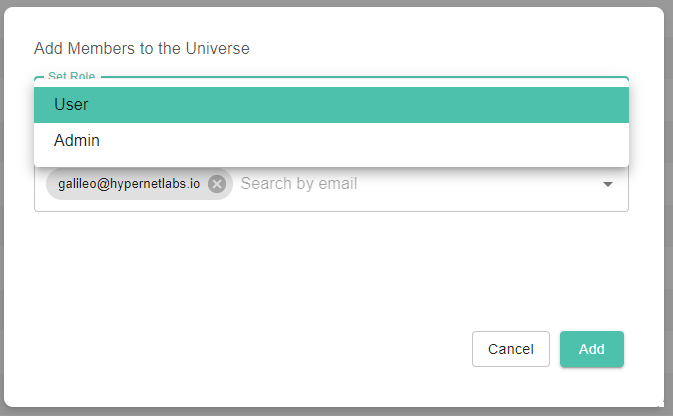 Add Members to the Universe
Set Role
User
Admin
galileo@hypernetlabs.io Search by email
Cancel Add